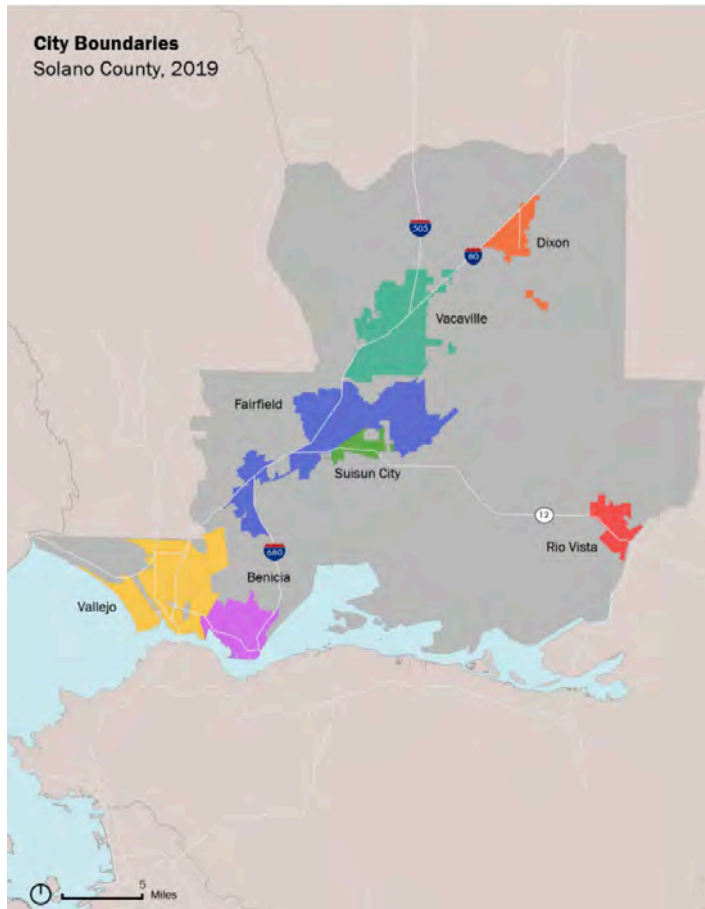 City Boundaries
Solano County, 2019
505
80
Dixon
Vacaville
Fairfield
Suisun City
12
Rio Vista
680
Benicia
Vallejo
5
Miles